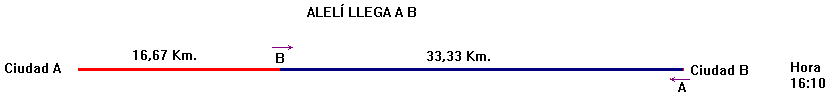 ALELÍ LLEGA A B
16,67 Km.
B
33,33 Km.
Ciudad A
Ciudad B
A
Hora
16:10